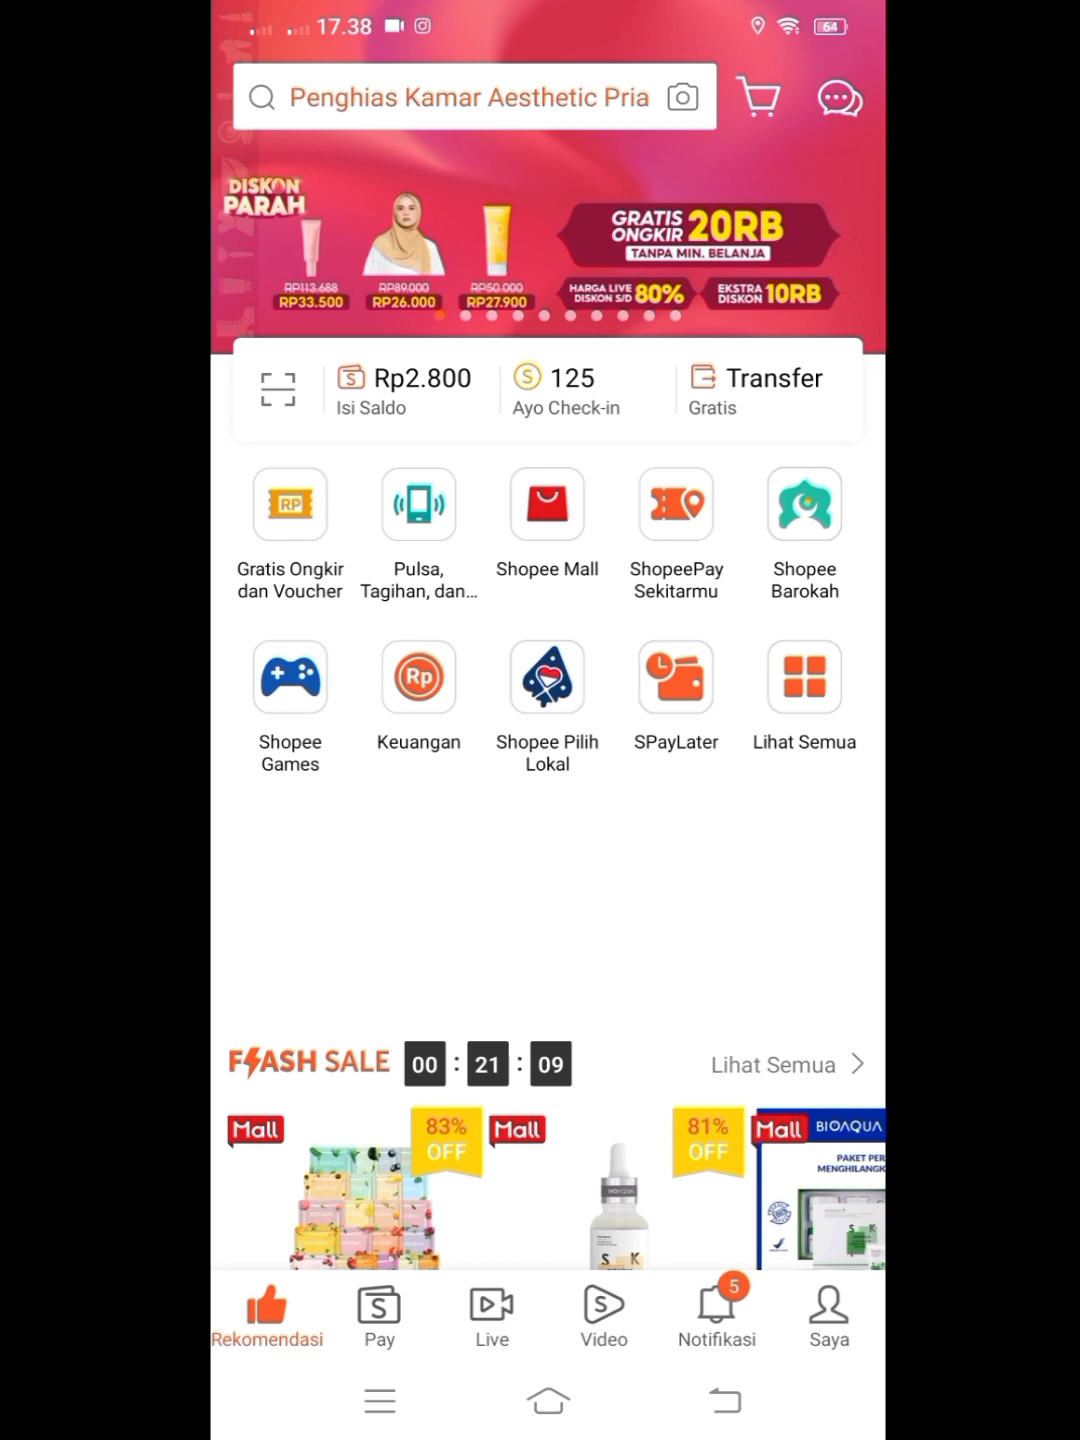 17.38
64
Penghias Kamar Aesthetic Pria
DISKON
PARAH
GRATIS
ONGKIR 20RB
TANPA MIN. BELANJA
RP113.688
RP89.000
RP50.000
RP33.500
RP26.000
RP27.900
HARGA LIVE
DISKON S/D 80%
EKSTRA
DISKON 10RB
Rp2.800
125
Transfer
Isi Saldo
Ayo Check-in
Gratis
RP
Gratis Ongkir
dan Voucher
Pulsa,
Tagihan, dan...
Shopee Mall
ShopeePay
Sekitarmu
Shopee
Barokah
Rp
Shopee
Games
Keuangan
Shopee Pilih
Lokal
SPayLater
Lihat Semua
FLASH SALE 00 : 21 : 09
Lihat Semua
Mall
83%
OFF
Mall
81%
OFF
Mall
BIOAQUA
PAKET PER
MENGHILANGK
BIOAQUA
S K
S K
Rekomendasi
Pay
Live
Video
5
Notifikasi
Saya